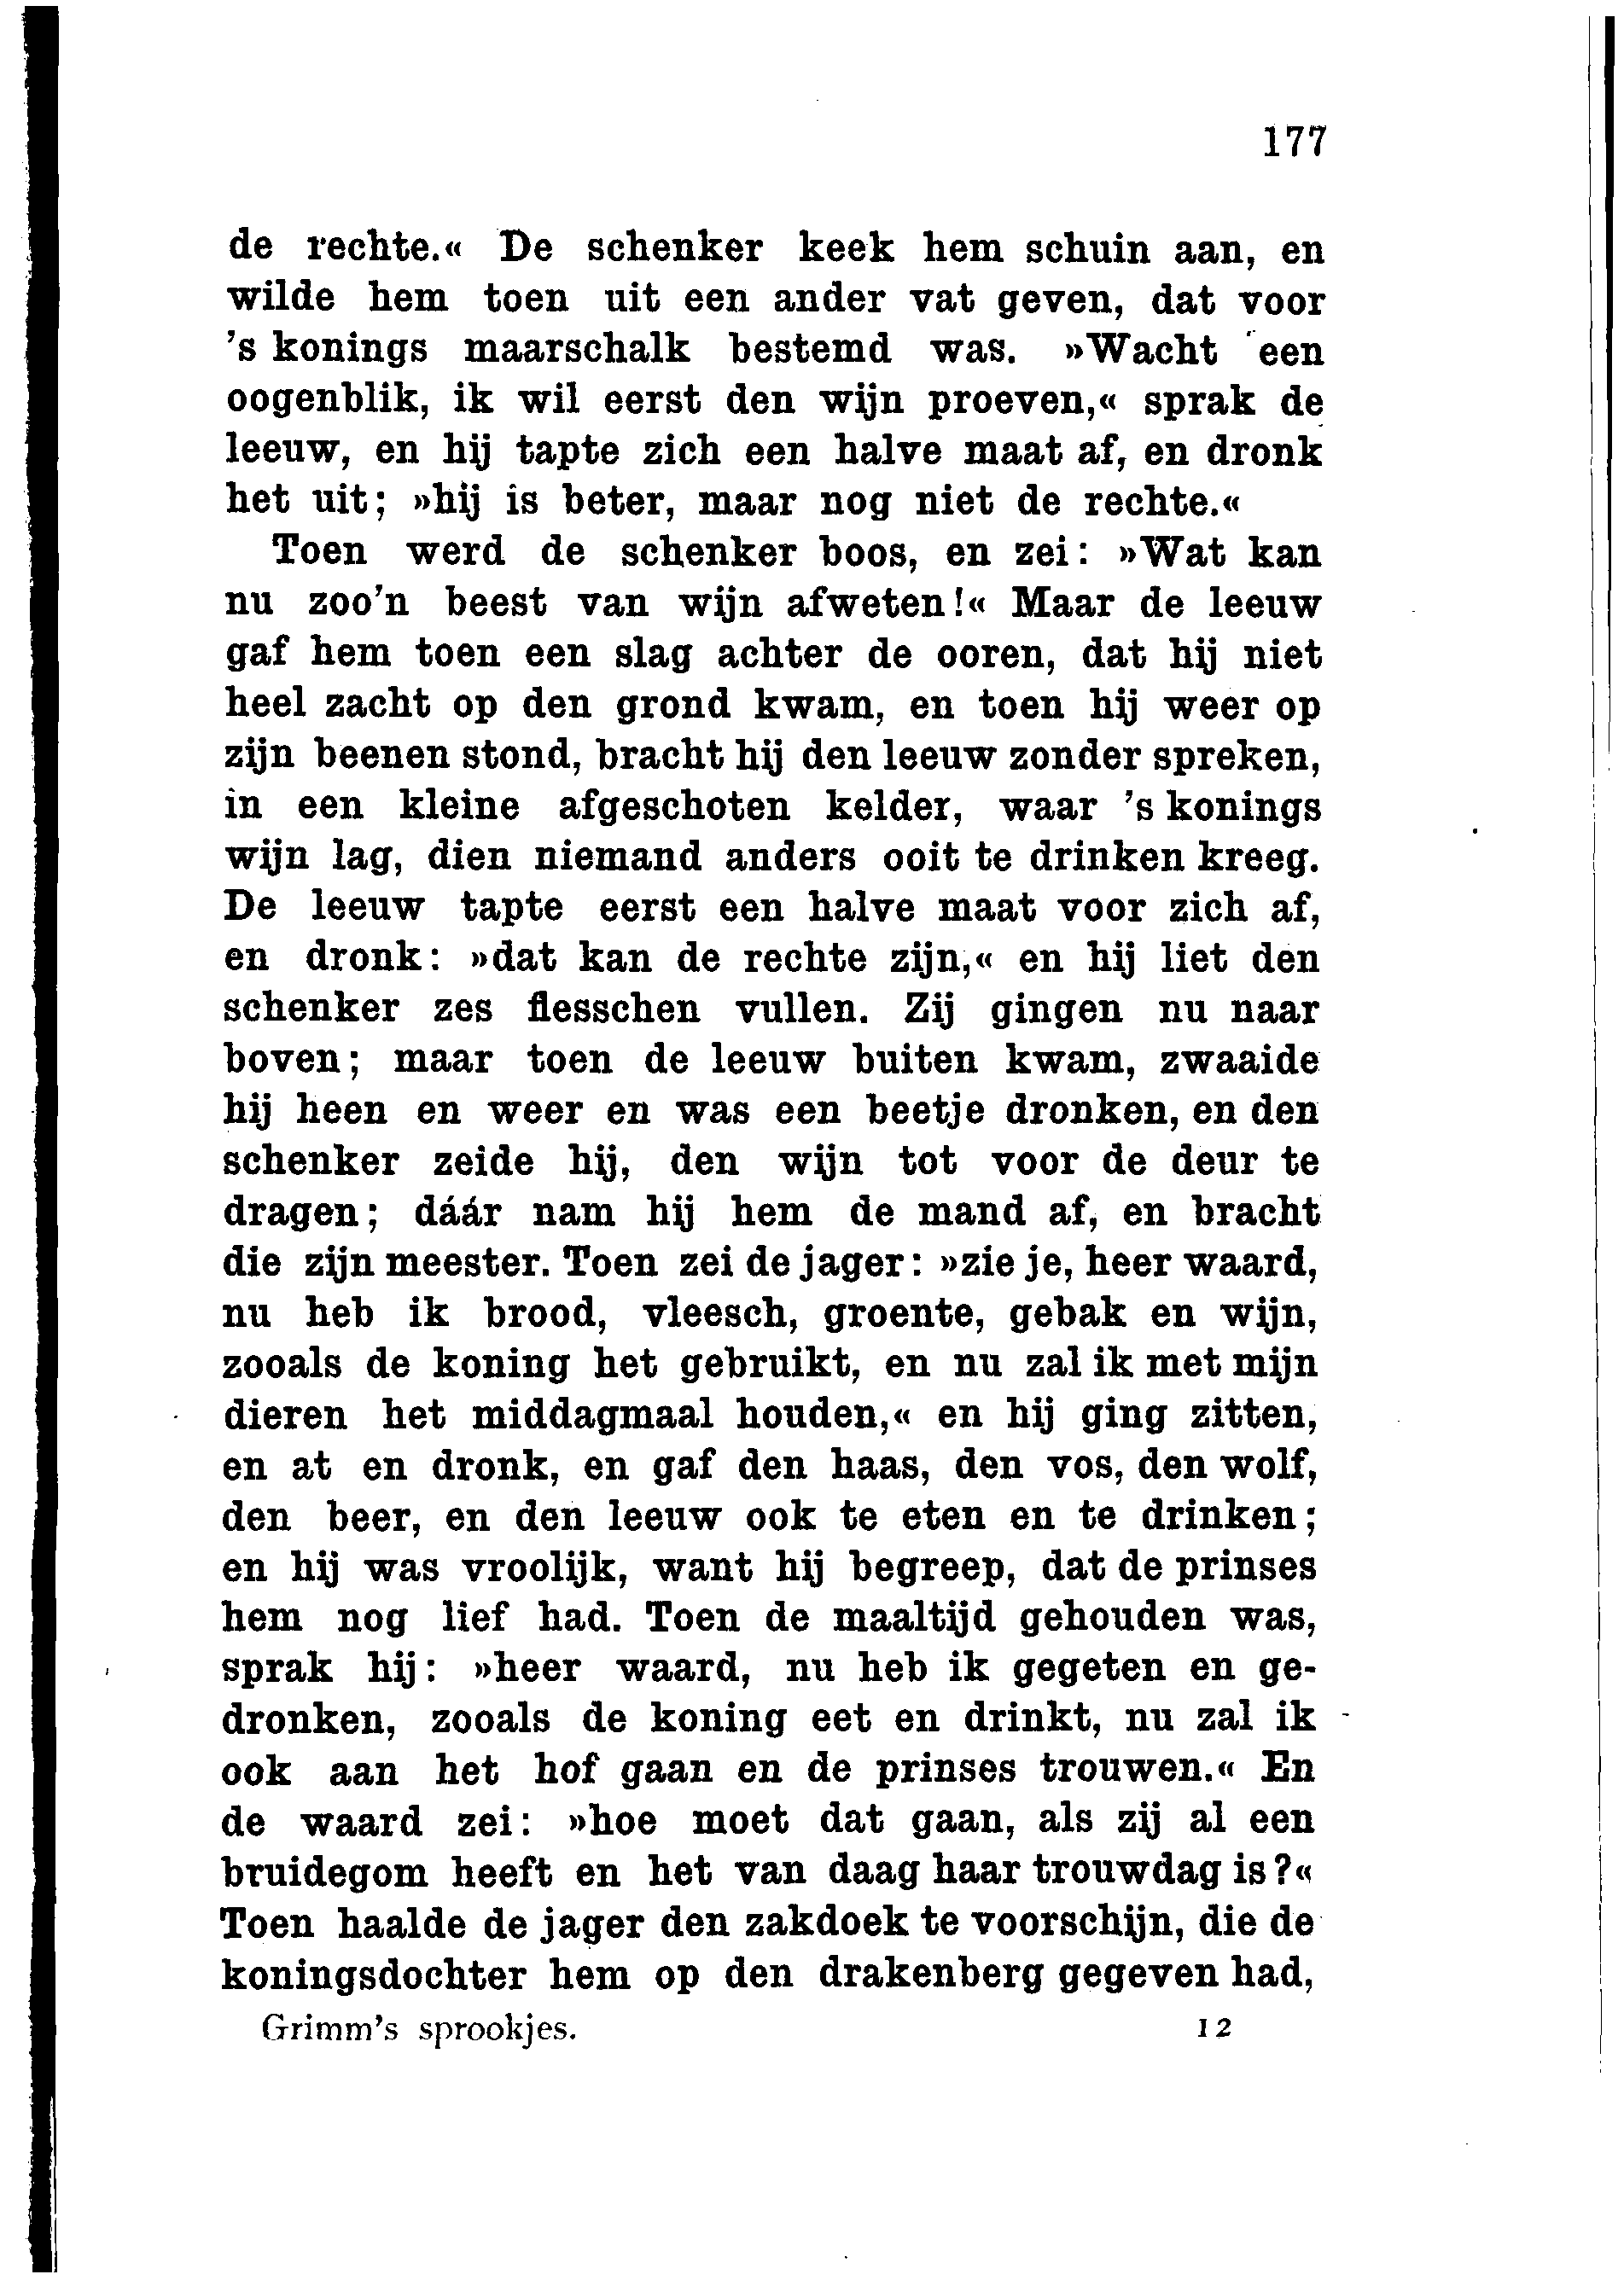 177
de rechte.« De schenker keek hem schuin aan, en
wilde hem toen uit een ander vat geven, dat voor
's konings maarschalk bestemd was. »Wacht een
oogenblik, ik wil eerst den wijn proeven,« sprak de
leeuw, en hij tapte zich een halve maat af, en dronk
het uit; »hij is beter, maar nog niet de rechte.«
Toen werd de schenker boos, en zei: »Wat kan
nu zoo'n beest van wijn afweten!« Maar de leeuw
gaf hem toen een slag achter de ooren, dat hij niet
heel zacht op den grond kwam, en toen hij weer op
zijn beenen stond, bracht hij den leeuw zonder spreken,
in een kleine afgeschoten kelder, waar 's konings
wijn lag, dien niemand anders ooit te drinken kreeg.
De leeuw tapte eerst een halve maat voor zich af,
en dronk: »dat kan de rechte zijn,« en hij liet den
schenker zes flesschen vullen. Zij gingen nu naar
boven; maar toen de leeuw buiten kwam, zwaaide
hij heen en weer en was een beetje dronken, en den
schenker zeide hij, den wijn tot voor de deur te
dragen; dáár nam hij hem de mand af, en bracht
die zijn meester. Toen zei de jager: »zie je, heer waard,
nu heb ik brood, vleesch, groente, gebak en wijn,
zooals de koning het gebruikt, en nu zal ik met mijn
dieren het middagmaal houden,« en hij ging zitten,
en at en dronk, en gaf den haas, den vos, den wolf,
den beer, en den leeuw ook te eten en te drinken;
en hij was vroolijk, want hij begreep, dat de prinses
hem nog lief had. Toen de maaltijd gehouden was,
sprak hij: »heer waard, nu heb ik gegeten en ge-
dronken, zooals de koning eet en drinkt, nu zal ik
ook aan het hof gaan en de prinses trouwen.« En
de waard zei: »hoe moet dat gaan, als zij al een
bruidegom heeft en het van daag haar trouwdag is?«
Toen haalde de jager den zakdoek te voorschijn, die de
koningsdochter hem op den drakenberg gegeven had,
Grimm's sprookjes. 12